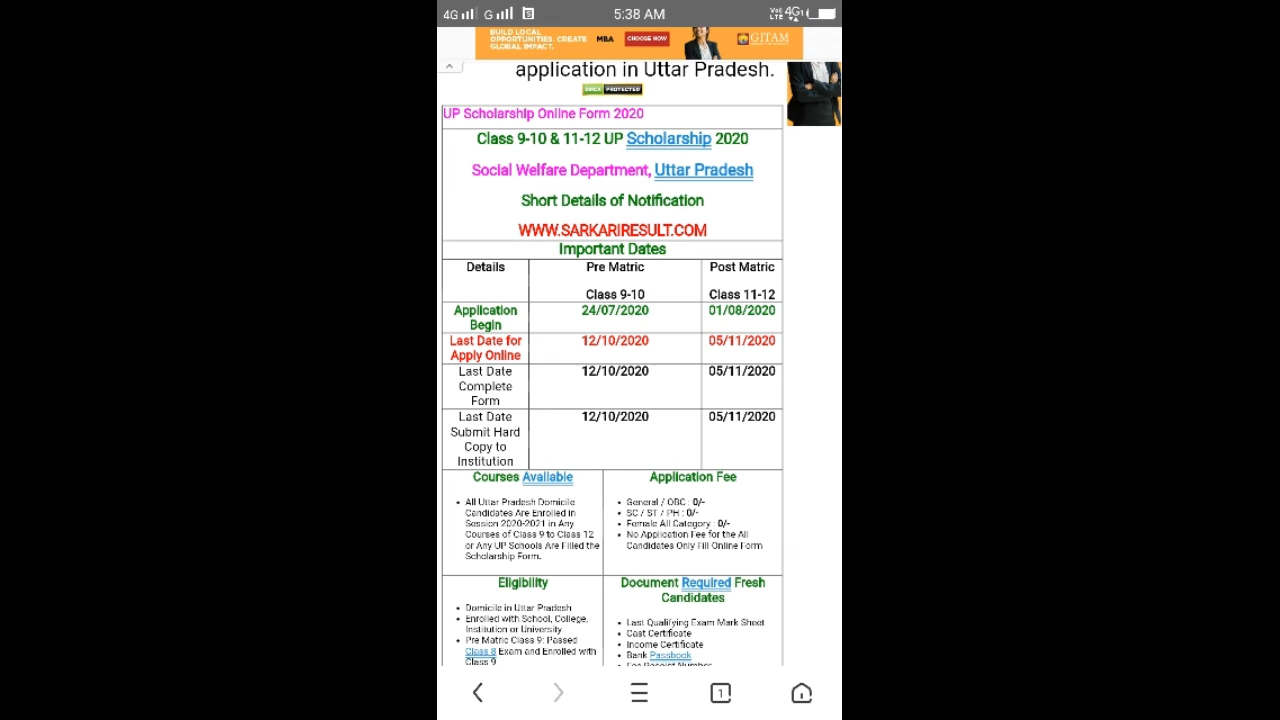 4G G 5:38 AM 4G
BUILD LOCAL
OPPORTUNITIES. CREATE
GLOBAL IMPACT.
MBA
CHOOSE NOW
GITAM
application in Uttar Pradesh.
DMCA PROTECTED
UP Scholarship Online Form 2020
Class 9-10 & 11-12 UP Scholarship 2020
Social Welfare Department, Uttar Pradesh
Short Details of Notification
WWW.SARKARIRESULT.COM
Important Dates
Details Pre Matric Post Matric
Class 9-10 Class 11-12
Application 24/07/2020 01/08/2020
Begin
Last Date for 12/10/2020 05/11/2020
Apply Online
Last Date 12/10/2020 05/11/2020
Complete
Form
Last Date 12/10/2020 05/11/2020
Submit Hard
Copy to
Institution
Courses Available
• All Uttar Pradesh Domicile
Candidates Are Enrolled in
Session 2020-2021 in Any
Courses of Class 9 to Class 12
or Any UP Schools Are Filled the
Scholarship Form.
Application Fee
• General / OBC : 0/-
• SC / ST / PH : 0/-
• Female All Category : 0/-
• No Application Fee for the All
Candidates Only Fill Online Form
Eligibility
• Domicile in Uttar Pradesh
• Enrolled with School, College,
Institution or University
• Pre Matric Class 9: Passed
Class 8 Exam and Enrolled with
Class 9
Document Required Fresh
Candidates
• Last Qualifying Exam Mark Sheet
• Cast Certificate
• Income Certificate
• Bank Passbook
• Fee Receipt Number
1